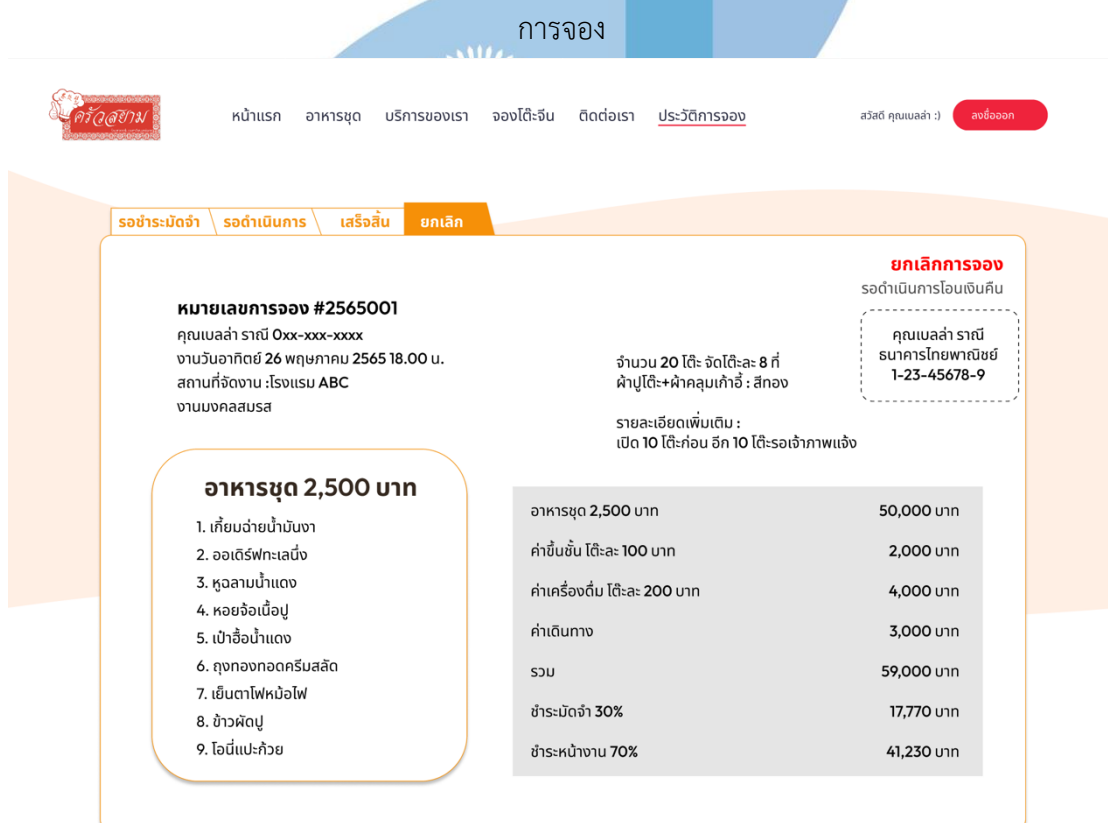 การจอง
ครัวสยาม
หน้าแรก อาหารชุด บริการของเรา จองโต๊ะจีน ติดต่อเรา ประวัติการจอง
สวัสดี คุณเบลล่า :) ลงชื่อออก
รอชำระมัดจำ รอดำเนินการ เสร็จสิ้น ยกเลิก
ยกเลิกการจอง
รอดำเนินการโอนเงินคืน
คุณเบลล่า ราณี
ธนาคารไทยพาณิชย์
1-23-45678-9
หมายเลขการจอง #2565001
คุณเบลล่า ราณี 0xx-xxx-xxxx
งานวันอาทิตย์ 26 พฤษภาคม 2565 18.00 น.
สถานที่จัดงาน :โรงแรม ABC
งานมงคลสมรส
จำนวน 20 โต๊ะ จัดโต๊ะละ 8 ที่
ผ้าปูโต๊ะ+ผ้าคลุมเก้าอี้ : สีทอง
รายละเอียดเพิ่มเติม :
เปิด 10 โต๊ะก่อน อีก 10 โต๊ะรอเจ้าภาพแจ้ง
อาหารชุด 2,500 บาท
1. เกี้ยมฉ่ายน้ำมันงา
2. ออเดิร์ฟทะเลนึ่ง
3. หูฉลามน้ำแดง
4. หอยจ้อเนื้อปู
5. เป๋าฮื้อน้ำแดง
6. ถุงทองทอดครีมสลัด
7. เย็นตาโฟหม้อไฟ
8. ข้าวผัดปู
9. โอนี่แปะก้วย
อาหารชุด 2,500 บาท 50,000 บาท
ค่าขึ้นชั้น โต๊ะละ 100 บาท 2,000 บาท
ค่าเครื่องดื่ม โต๊ะละ 200 บาท 4,000 บาท
ค่าเดินทาง 3,000 บาท
รวม 59,000 บาท
ชำระมัดจำ 30% 17,770 บาท
ชำระหน้างาน 70% 41,230 บาท